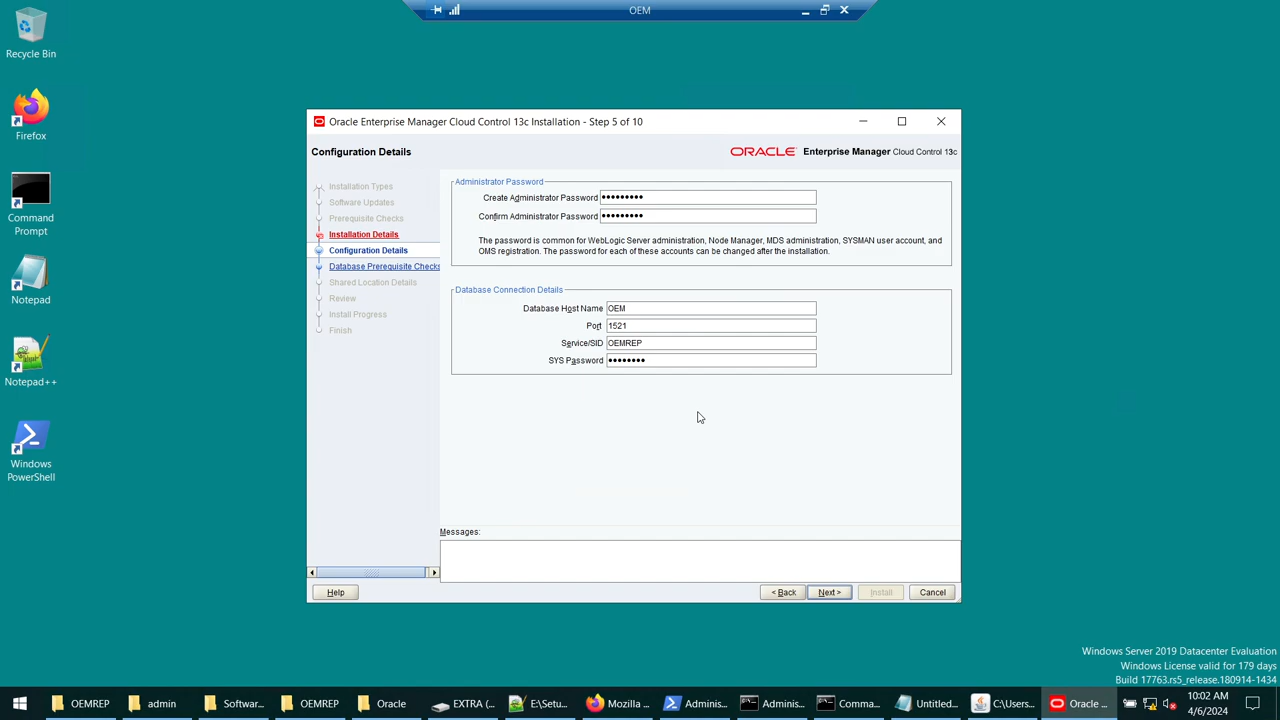 OEM
Recycle Bin
Firefox
Command
Prompt
Notepad
Notepad++
Windows
PowerShell
Oracle Enterprise Manager Cloud Control 13c Installation - Step 5 of 10
Configuration Details
ORACLE Enterprise Manager Cloud Control 13c
Installation Types
Software Updates
Prerequisite Checks
Installation Details
Configuration Details
Database Prerequisite Checks
Shared Location Details
Review
Install Progress
Finish
Administrator Password
Create Administrator Password •••••••••
Confirm Administrator Password •••••••••
The password is common for WebLogic Server administration, Node Manager, MDS administration, SYSMAN user account, and
OMS registration. The password for each of these accounts can be changed after the installation.
Database Connection Details
Database Host Name OEM
Port 1521
Service/SID OEMREP
SYS Password ••••••••
Messages:
Help
< Back
Next >
Install
Cancel
Windows Server 2019 Datacenter Evaluation
Windows License valid for 179 days
Build 17763.rs5_release.180914-1434
OEMREP
admin
Softwar...
OEMREP
Oracle
EXTRA (...
E:\Setu...
Mozilla ...
Adminis...
Adminis...
Comma...
Untitled...
C:\Users...
Oracle ...
10:02 AM
4/6/2024